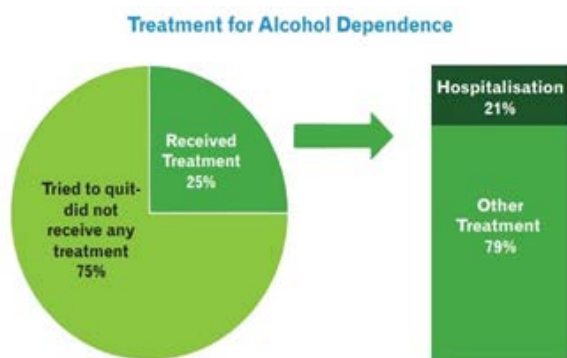 Treatment for Alcohol Dependence
Received
Treatment
25%
Tried to quit-
did not
receive any
treatment
75%
Hospitalisation
21%
Other
Treatment
79%